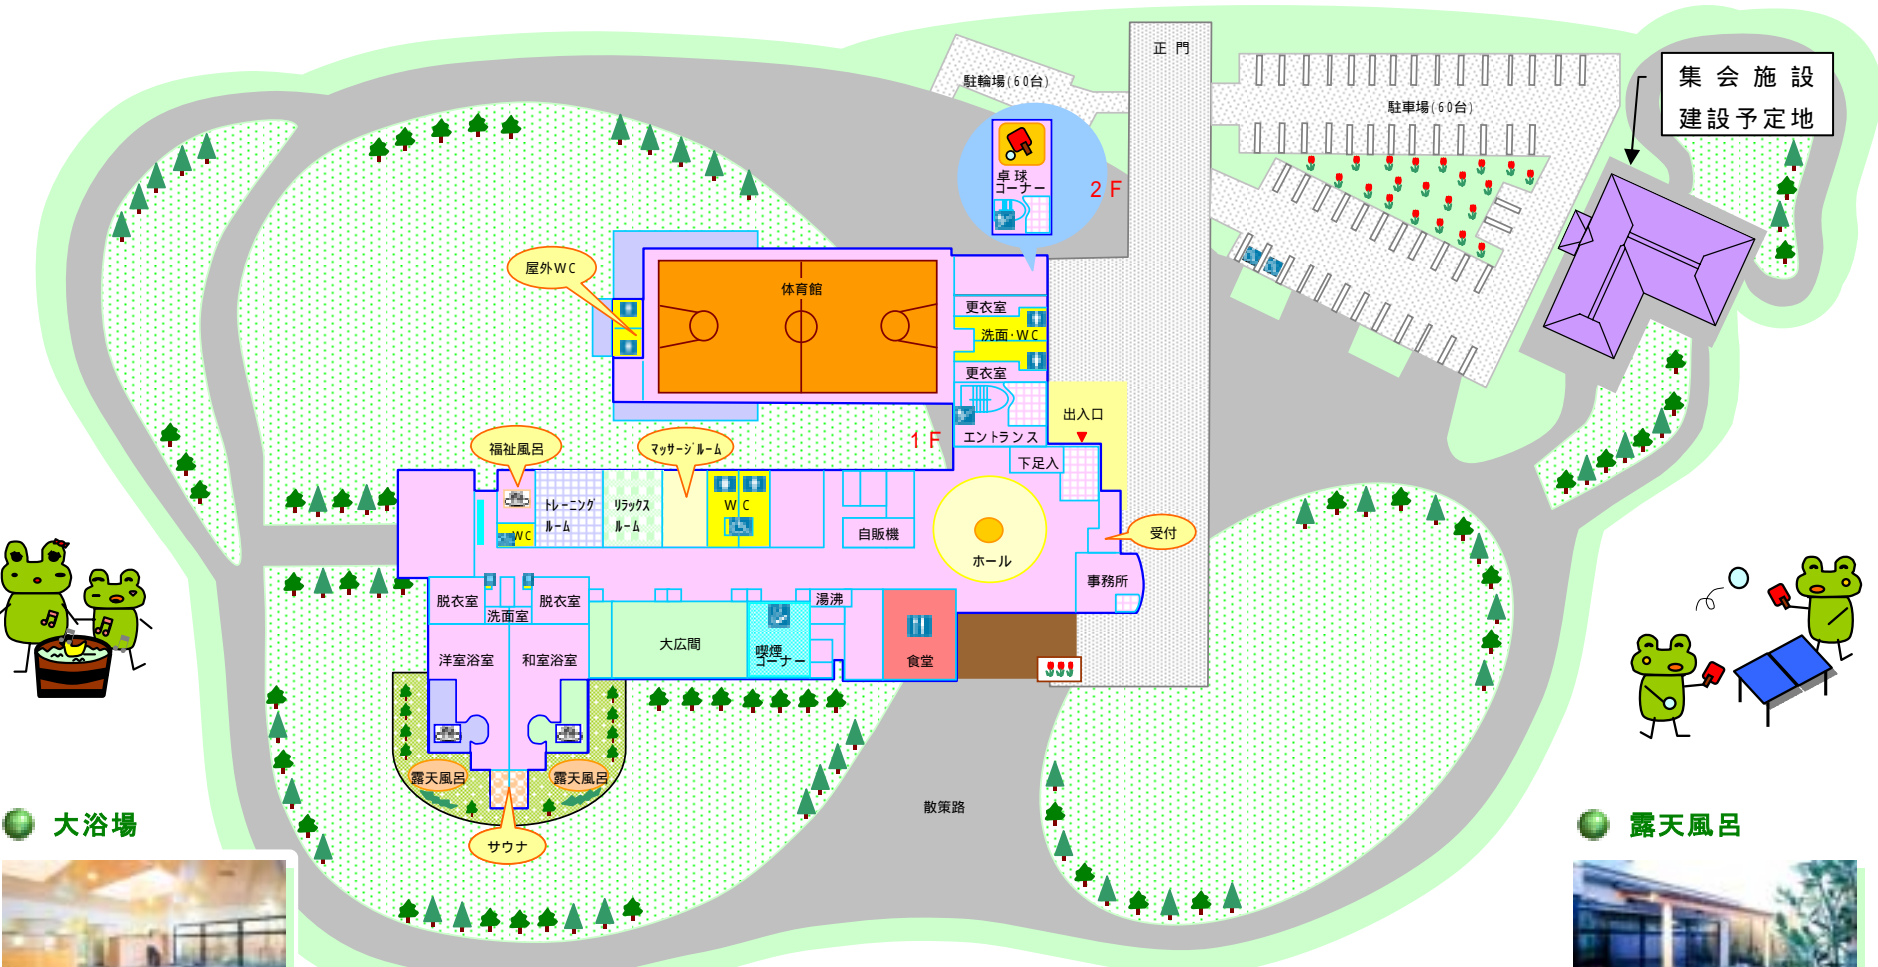 正 門
駐輪場(60台)
駐車場(60台)
集 会 施 設
建設予定地
卓 球
コーナー
2 F
屋外WC
体育館
更衣室
洗面・WC
更衣室
出入口
エントランス
1 F
下足入
福祉風呂
マッサージルーム
トレーニング
ルーム
リラックス
ルーム
W C
WC
自販機
ホール
受付
事務所
脱衣室
洗面室
脱衣室
湯沸
洋室浴室
和室浴室
大広間
喫煙
コーナー
食堂
露天風呂
露天風呂
サウナ
散策路
大浴場
露天風呂